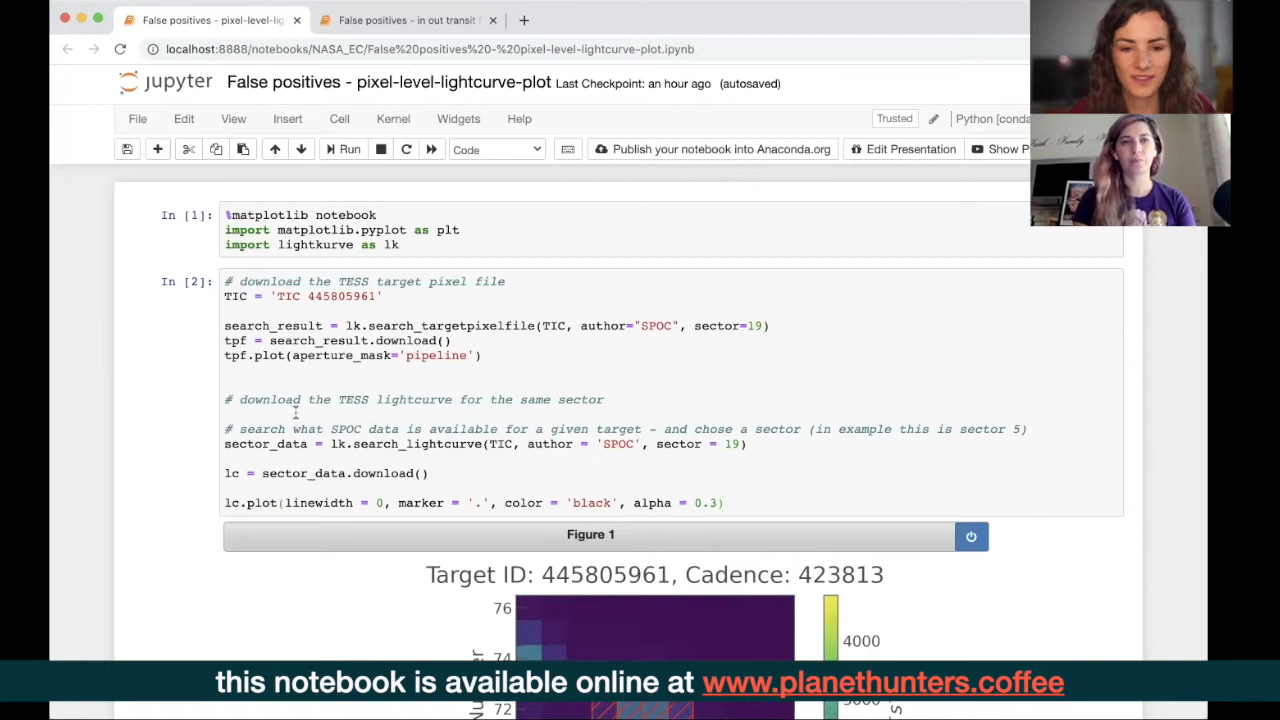 False positives - pixel-level-lig
False positives - in out transit f
localhost:8888/notebooks/NASA_EC/False%20positives%20-%20pixel-level-lightcurve-plot.ipynb
jupyter False positives - pixel-level-lightcurve-plot Last Checkpoint: an hour ago (autosaved)
File Edit View Insert Cell Kernel Widgets Help Trusted Python [conda
Run Code Publish your notebook into Anaconda.org Edit Presentation Show P
In [1]: %matplotlib notebook
import matplotlib.pyplot as plt
import lightkurve as lk
In [2]: # download the TESS target pixel file
TIC = 'TIC 445805961'
search_result = lk.search_targetpixelfile(TIC, author="SPOC", sector=19)
tpf = search_result.download()
tpf.plot(aperture_mask='pipeline')
# download the TESS lightcurve for the same sector
# search what SPOC data is available for a given target - and chose a sector (in example this is sector 5)
sector_data = lk.search_lightcurve(TIC, author = 'SPOC', sector = 19)
lc = sector_data.download()
lc.plot(linewidth = 0, marker = '.', color = 'black', alpha = 0.3)
Figure 1
Target ID: 445805961, Cadence: 423813
76
4000
74
72
this notebook is available online at www.planethunters.coffee